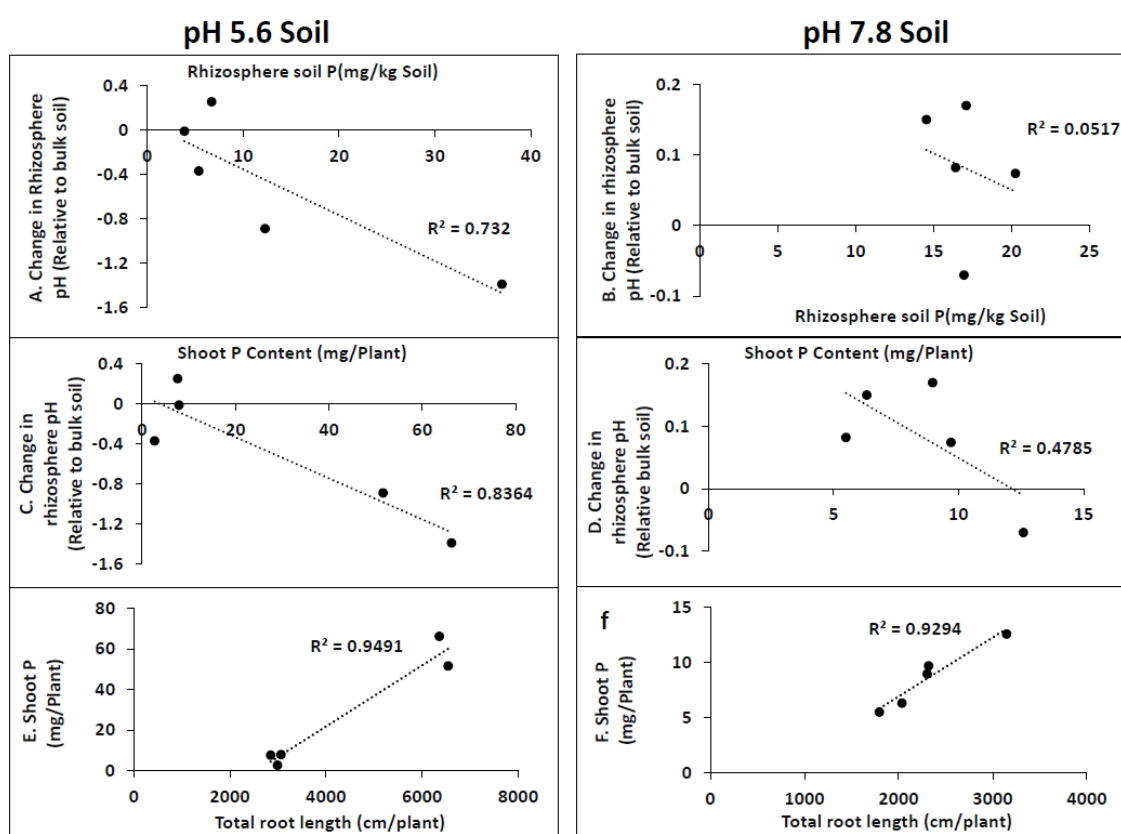 pH 5.6 Soil
pH 7.8 Soil
Rhizosphere soil P(mg/kg Soil)
A. Change in Rhizosphere
pH (Relative to bulk soil)
0.4
0
-0.4
-0.8
-1.2
-1.6
0
10
20
30
40
R² = 0.732
B. Change in rhizosphere
pH (Relative to bulk soil)
0.2
0.1
0
-0.1
0
5
10
15
20
25
R² = 0.0517
Rhizosphere soil P(mg/kg Soil)
Shoot P Content (mg/Plant)
C. Change in
rhizosphere pH
(Relative to bulk soil)
0.4
0
-0.4
-0.8
-1.2
-1.6
0
20
40
60
80
R² = 0.8364
Shoot P Content (mg/Plant)
D. Change in
rhizosphere pH
(Relative bulk soil)
0.2
0.1
0
-0.1
0
5
10
15
R² = 0.4785
E. Shoot P
(mg/Plant)
80
60
40
20
0
R² = 0.9491
0
2000
4000
6000
8000
Total root length (cm/plant)
f
F. Shoot P
(mg/Plant)
15
10
5
0
R² = 0.9294
0
1000
2000
3000
4000
Total root length (cm/plant)